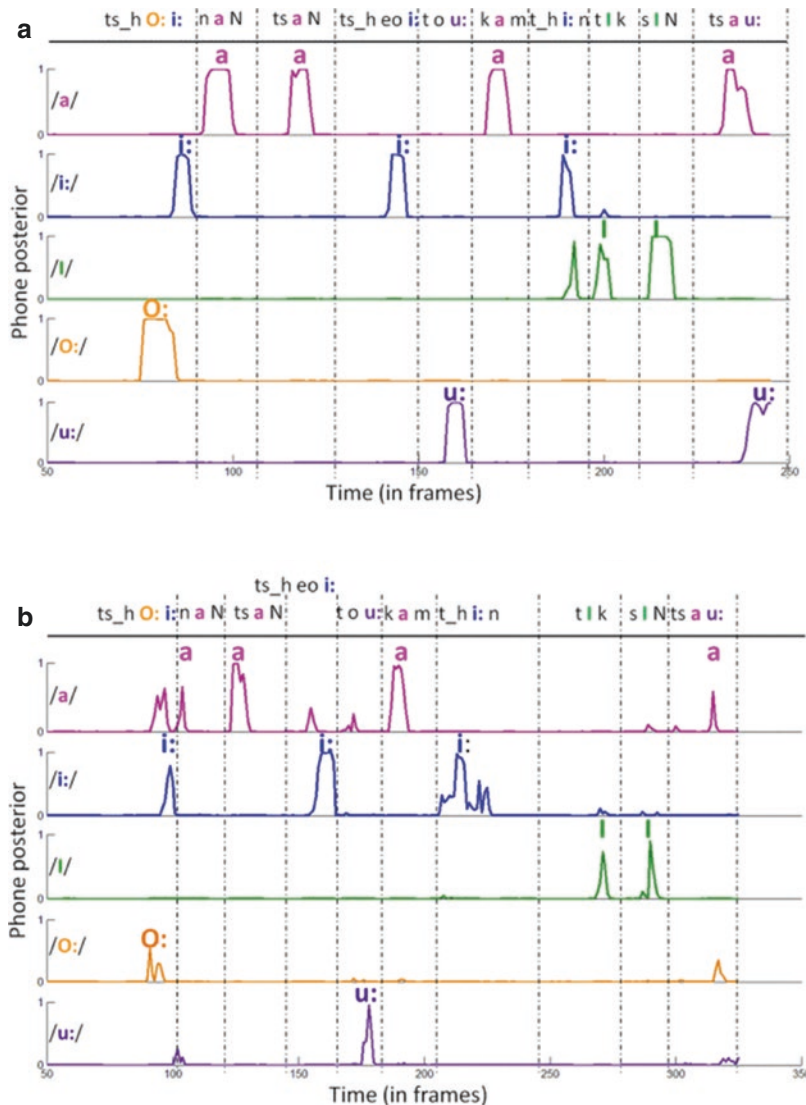 a
ts_h O: i: n a N ts a N ts_h eo i: t o u: k a m t_h i: n t I k s I N ts a u:
a a a a
1
/a/
0
i: i: i:
1
/i:/
0
I I
1
/I/
0
O:
1
/O:/
0
u: u:
1
/u:/
0
50 100 150 200 250
Phone posterior
Time (in frames)
b
ts_h eo i:
ts_h O: i: n a N ts a N t o u: k a m t_h i: n t I k s I N ts a u:
a a a a
1
/a/
0
i: i: i:
1
/i:/
0
I I
1
/I/
0
O:
1
/O:/
0
u:
1
/u:/
0
50 100 150 200 250 300 350
Phone posterior
Time (in frames)